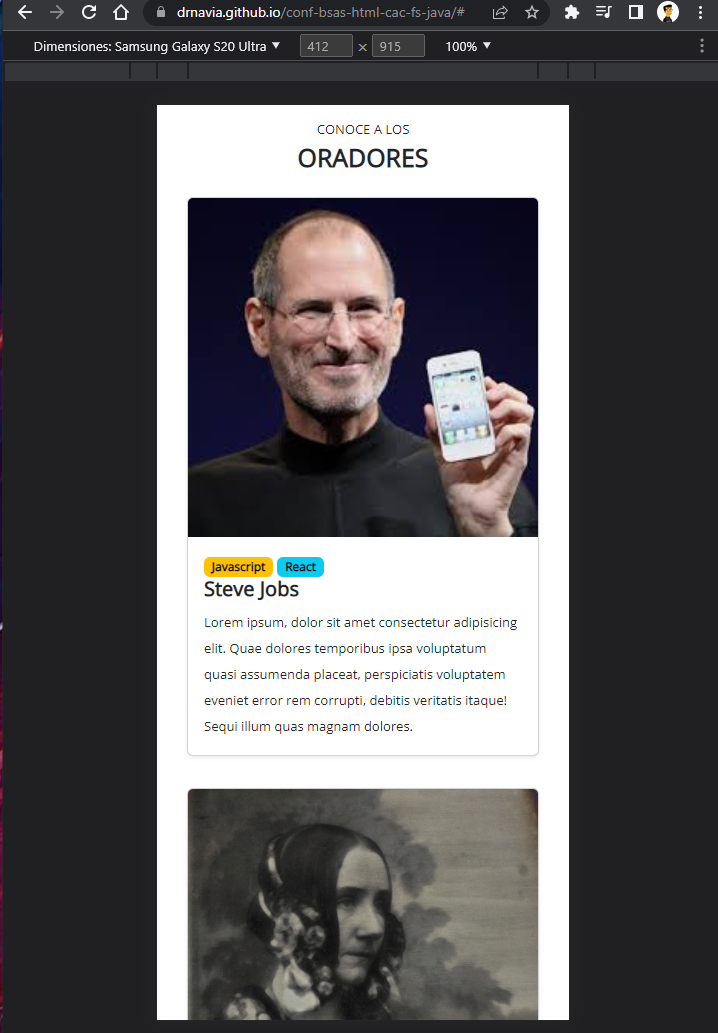 drnavia.github.io/conf-bsas-html-cac-fs-java/#
Dimensiones: Samsung Galaxy S20 Ultra ▼ 412 × 915 100% ▼
CONOCE A LOS
ORADORES
Javascript React
Steve Jobs
Lorem ipsum, dolor sit amet consectetur adipisicing
elit. Quae dolores temporibus ipsa voluptatum
quasi assumenda placeat, perspiciatis voluptatem
eveniet error rem corrupti, debitis veritatis itaque!
Sequi illum quas magnam dolores.